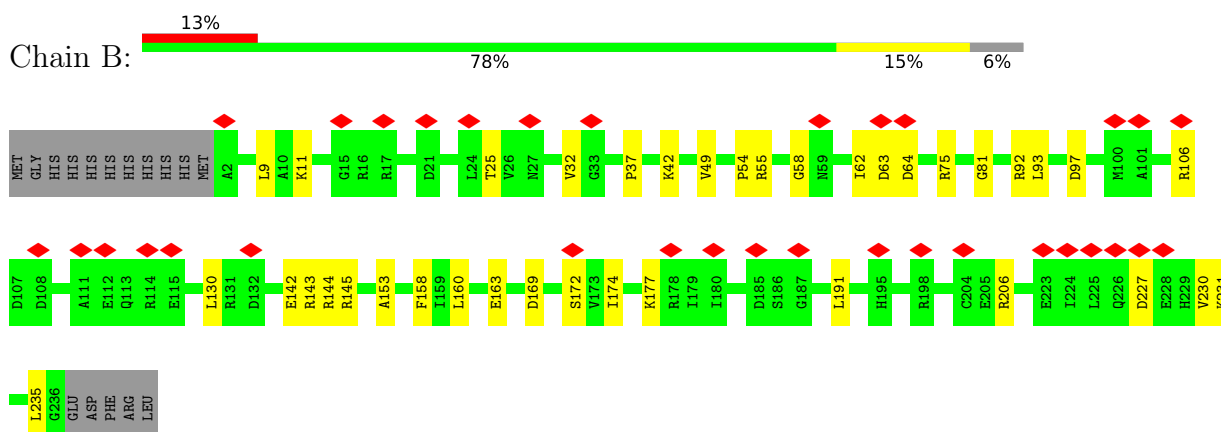 13%
Chain B:
78%
15%
6%
MET GLY HIS HIS HIS HIS HIS HIS HIS HIS MET A2 L9 A10 K11 G15 R16 R17 D21 L24 T25 V26 N27 V32 G33 P37 K42 V49 P54 R55 G58 N59 I62 D63 D64 R75 G81 R92 L93 D97 M100 A101 R106
D107 D108 A111 E112 Q113 R114 E115 L130 R131 D132 E142 R143 R144 R145 A153 F158 I159 L160 E163 D169 S172 V173 I174 K177 R178 I179 I180 D185 S186 G187 L191 H195 R198 C204 E205 R206 E223 I224 L225 Q226 D227 E228 H229 V230
L235 G236 GLU ASP PHE ARG LEU